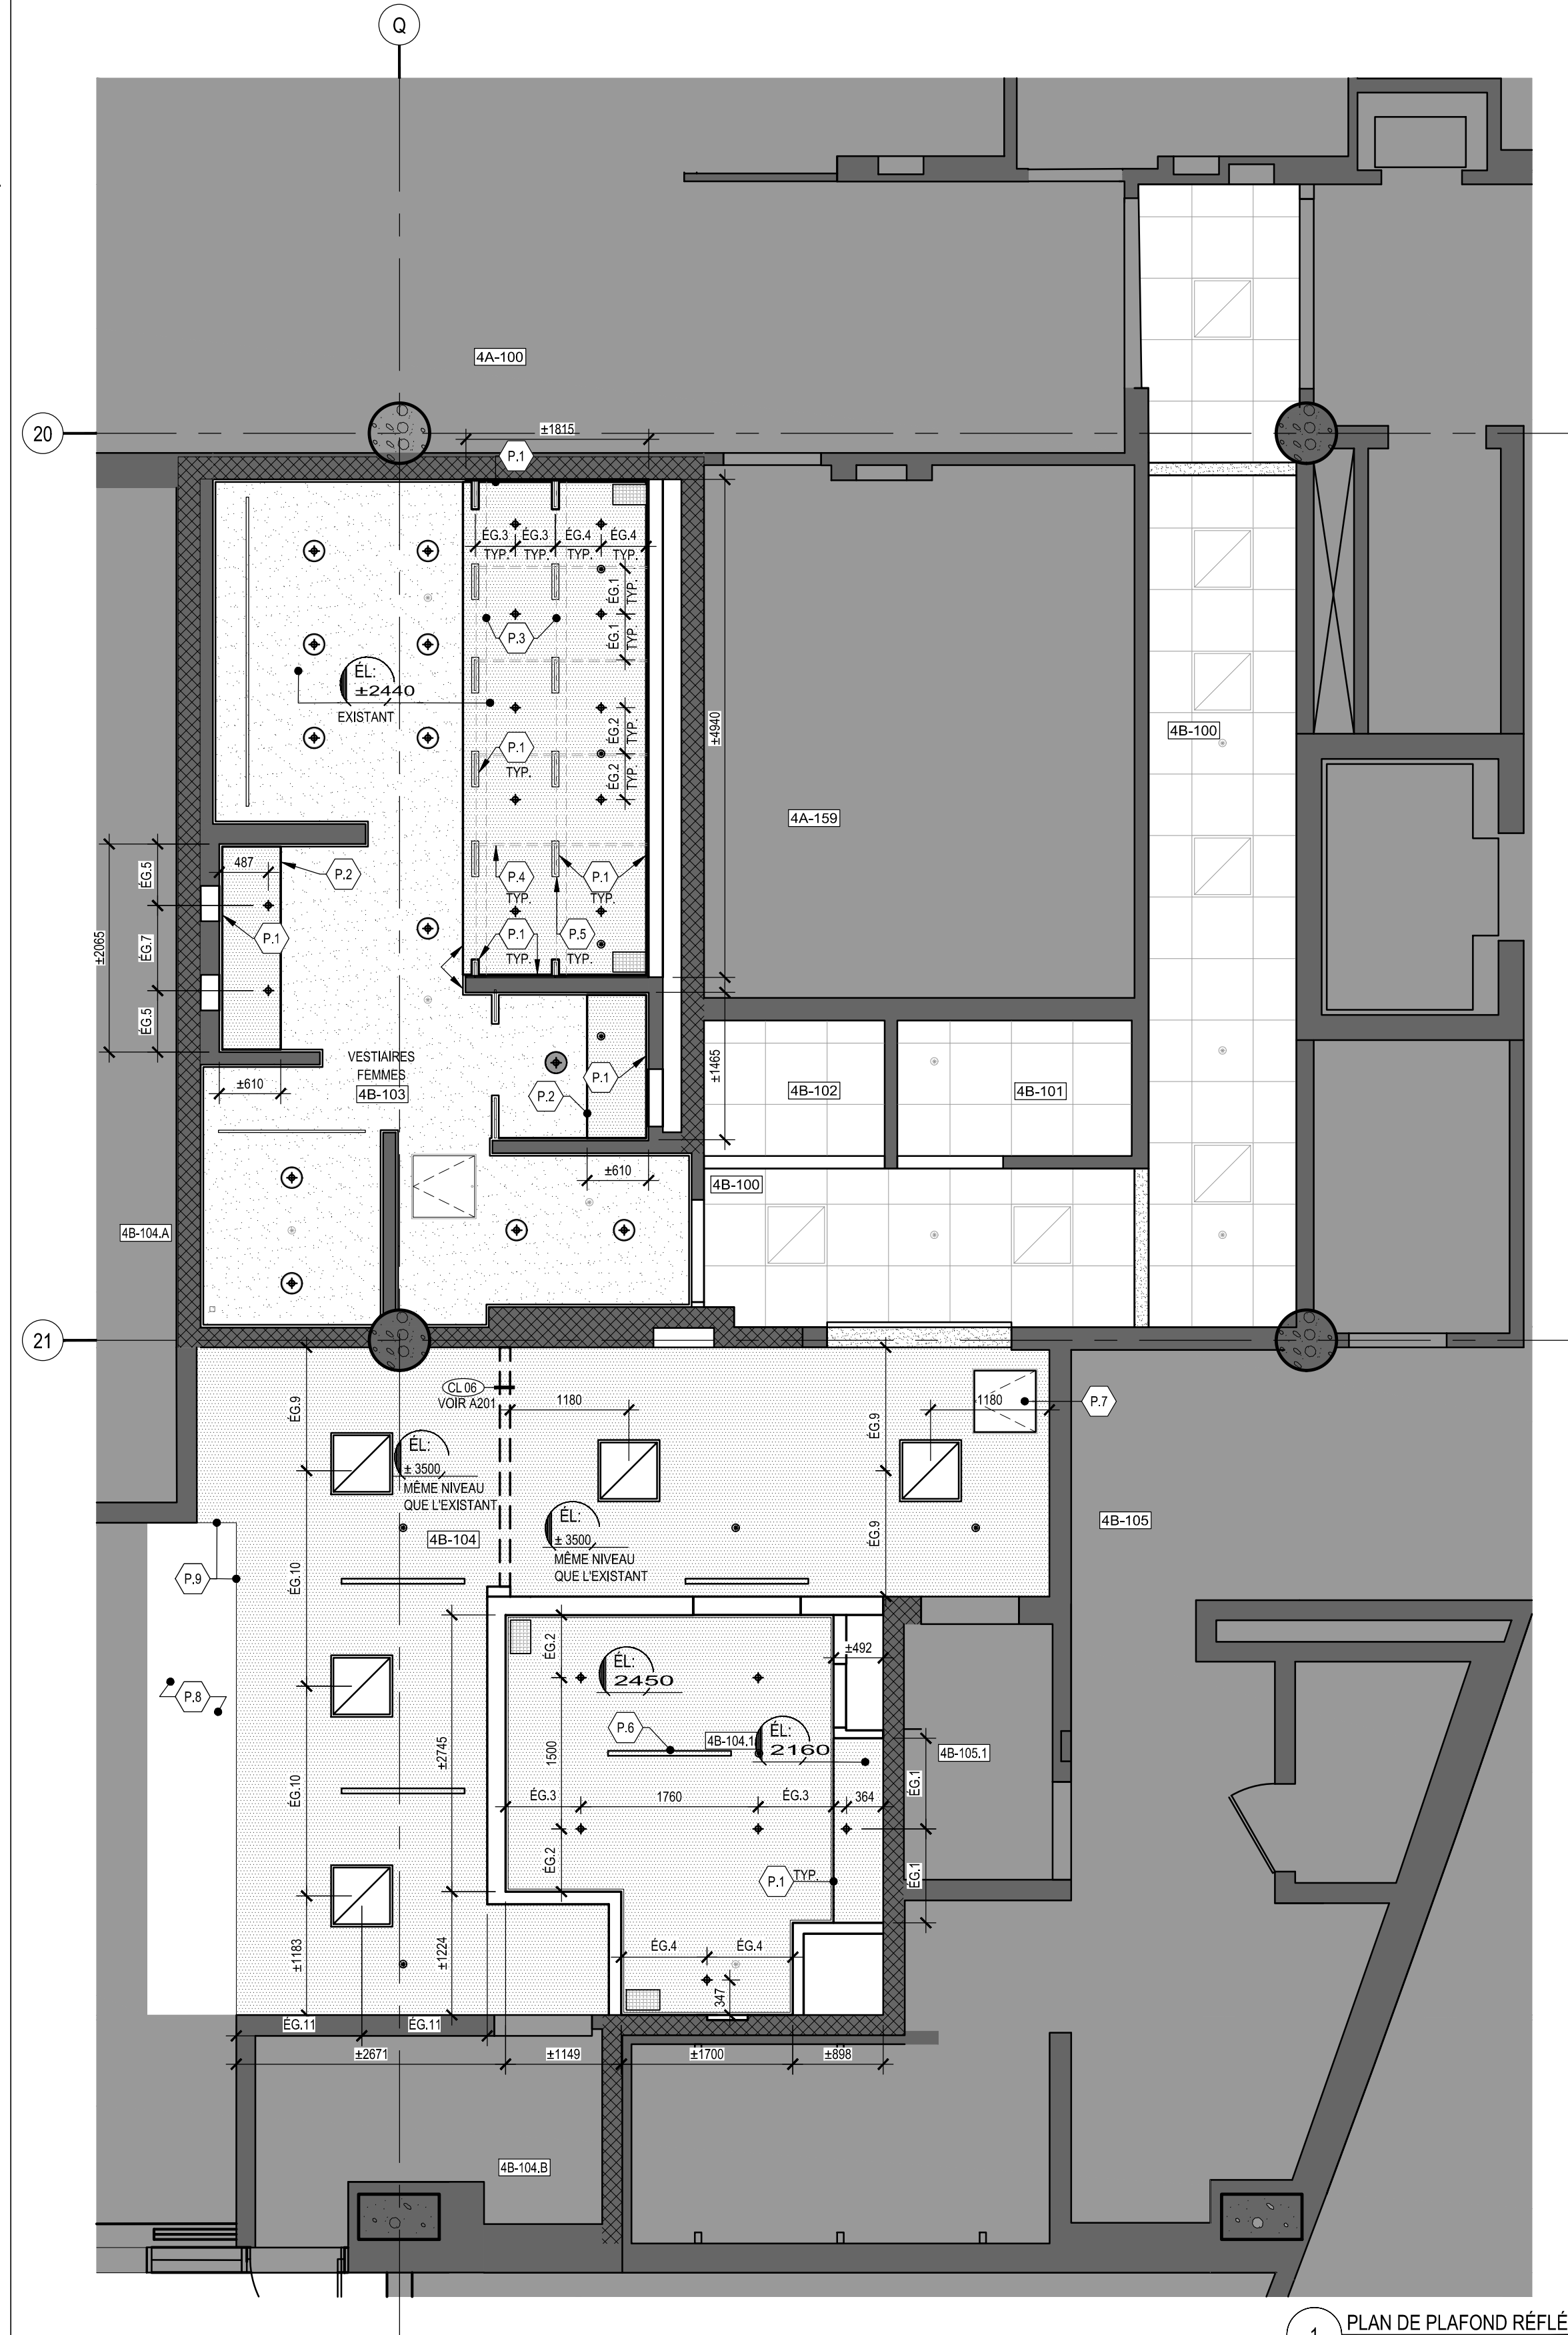 Q
4A-100
20
±1815
P.1
ÉG.3
ÉG.3
ÉG.4
ÉG.4
TYP.
TYP.
TYP.
TYP.
ÉG.1
TYP.
ÉG.1
TYP.
P.3
ÉL:
±2440
EXISTANT
ÉG.2
TYP.
ÉG.2
TYP.
±4940
4B-100
P.1
TYP.
4A-159
487
P.2
P.4
TYP.
P.1
TYP.
ÉG.5
ÉG.7
ÉG.5
±2065
P.1
P.1
TYP.
P.5
TYP.
VESTIAIRES
FEMMES
4B-103
±610
P.1
P.2
±1465
4B-102
4B-101
±610
4B-100
4B-104.A
21
CL 06
VOIR A201
1180
1180
P.7
ÉG.9
ÉG.9
ÉG.9
ÉL:
± 3500
MÊME NIVEAU
QUE L'EXISTANT
ÉL:
± 3500
MÊME NIVEAU
QUE L'EXISTANT
4B-104
4B-105
P.9
ÉG.10
ÉG.10
P.8
ÉG.2
±492
ÉL:
2450
P.6
4B-104.1
ÉL:
2160
4B-105.1
±2745
1500
ÉG.3
1760
ÉG.3
364
ÉG.1
ÉG.1
ÉG.2
P.1
TYP.
±1183
±1224
ÉG.4
ÉG.4
347
ÉG.11
ÉG.11
±2671
±1149
±1700
±898
4B-104.B
1
PLAN DE PLAFOND RÉFLÉ